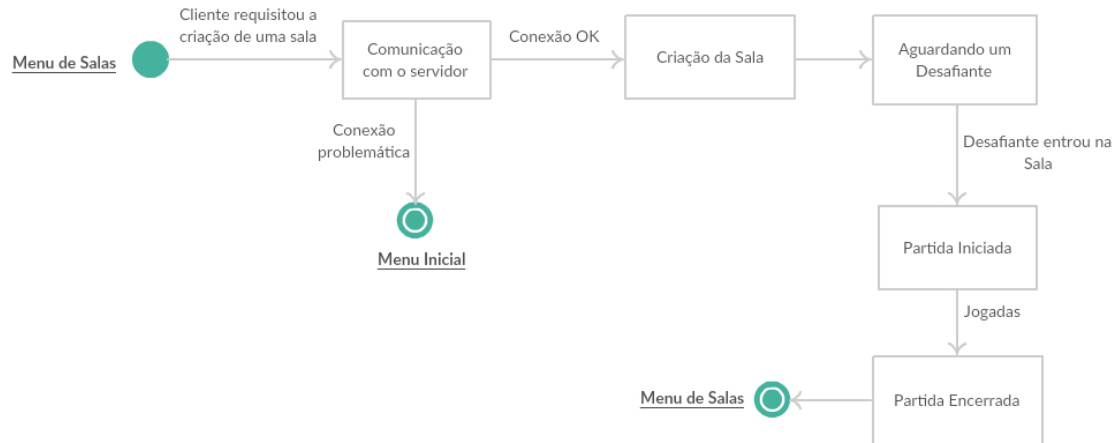 Cliente requisitou a
criação de uma sala
Menu de Salas
Comunicação
com o servidor
Conexão OK
Criação da Sala
Aguardando um
Desafiante
Conexão
problemática
Desafiante entrou na
Sala
Menu Inicial
Partida Iniciada
Jogadas
Menu de Salas
Partida Encerrada